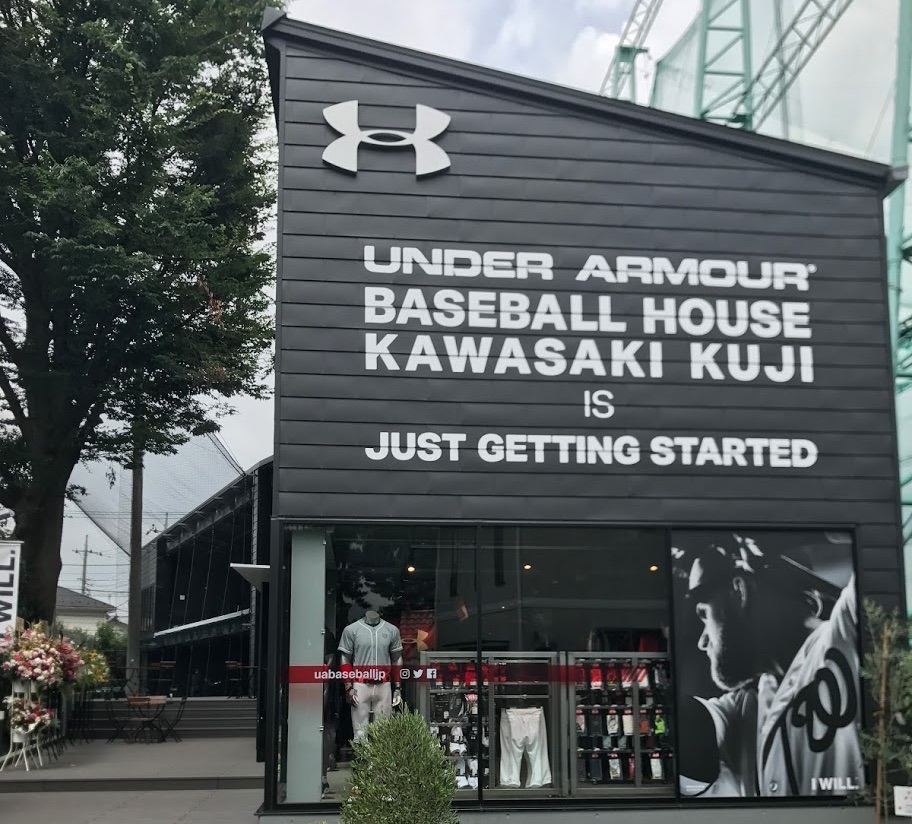 UNDER ARMOUR®
BASEBALL HOUSE
KAWASAKI KUJI
IS
JUST GETTING STARTED
WILL.
uabaseballjp
W
I WILL.